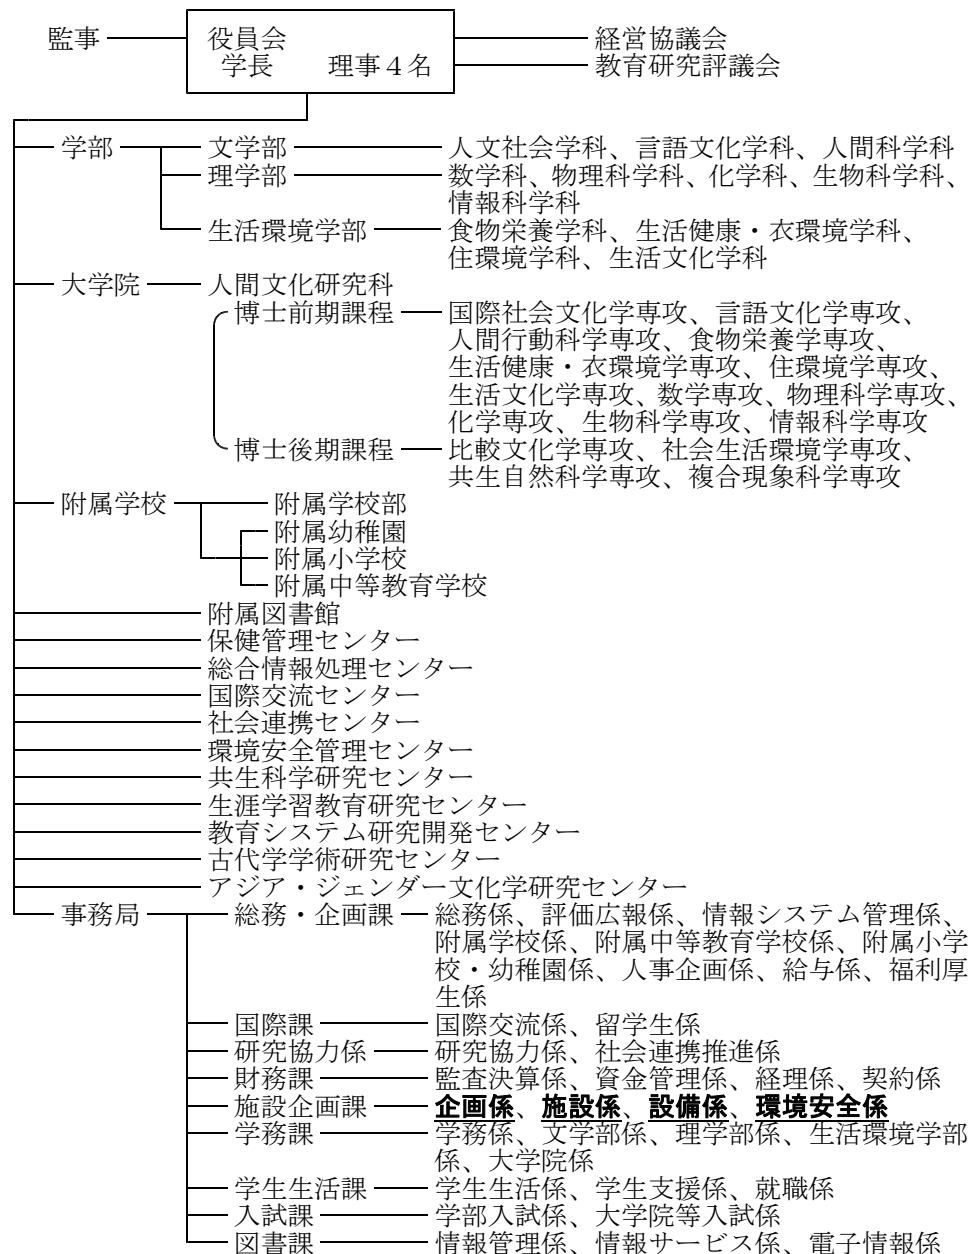 監事 役員会 経営協議会
学長 理事4名 教育研究評議会
学部 文学部 人文社会学科、言語文化学科、人間科学科
理学部 数学科、物理科学科、化学科、生物科学科、
情報科学科
生活環境学部 食物栄養学科、生活健康・衣環境学科、
住環境学科、生活文化学科
大学院 人間文化研究科
博士前期課程 国際社会文化学専攻、言語文化学専攻、
人間行動科学専攻、食物栄養学専攻、
生活健康・衣環境学専攻、住環境学専攻、
生活文化学専攻、数学専攻、物理科学専攻、
化学専攻、生物科学専攻、情報科学専攻
博士後期課程 比較文化学専攻、社会生活環境学専攻、
共生自然科学専攻、複合現象科学専攻
附属学校 附属学校部
附属幼稚園
附属小学校
附属中等教育学校
附属図書館
保健管理センター
総合情報処理センター
国際交流センター
社会連携センター
環境安全管理センター
共生科学研究センター
生涯学習教育研究センター
教育システム研究開発センター
古代学学術研究センター
アジア・ジェンダー文化学研究センター
事務局 総務・企画課 総務係、評価広報係、情報システム管理係、
附属学校係、附属中等教育学校係、附属小学
校・幼稚園係、人事企画係、給与係、福利厚
生係
国際課 国際交流係、留学生係
研究協力係 研究協力係、社会連携推進係
財務課 監査決算係、資金管理係、経理係、契約係
施設企画課 企画係、施設係、設備係、環境安全係
学務課 学務係、文学部係、理学部係、生活環境学部
係、大学院係
学生生活課 学生生活係、学生支援係、就職係
入試課 学部入試係、大学院等入試係
図書課 情報管理係、情報サービス係、電子情報係